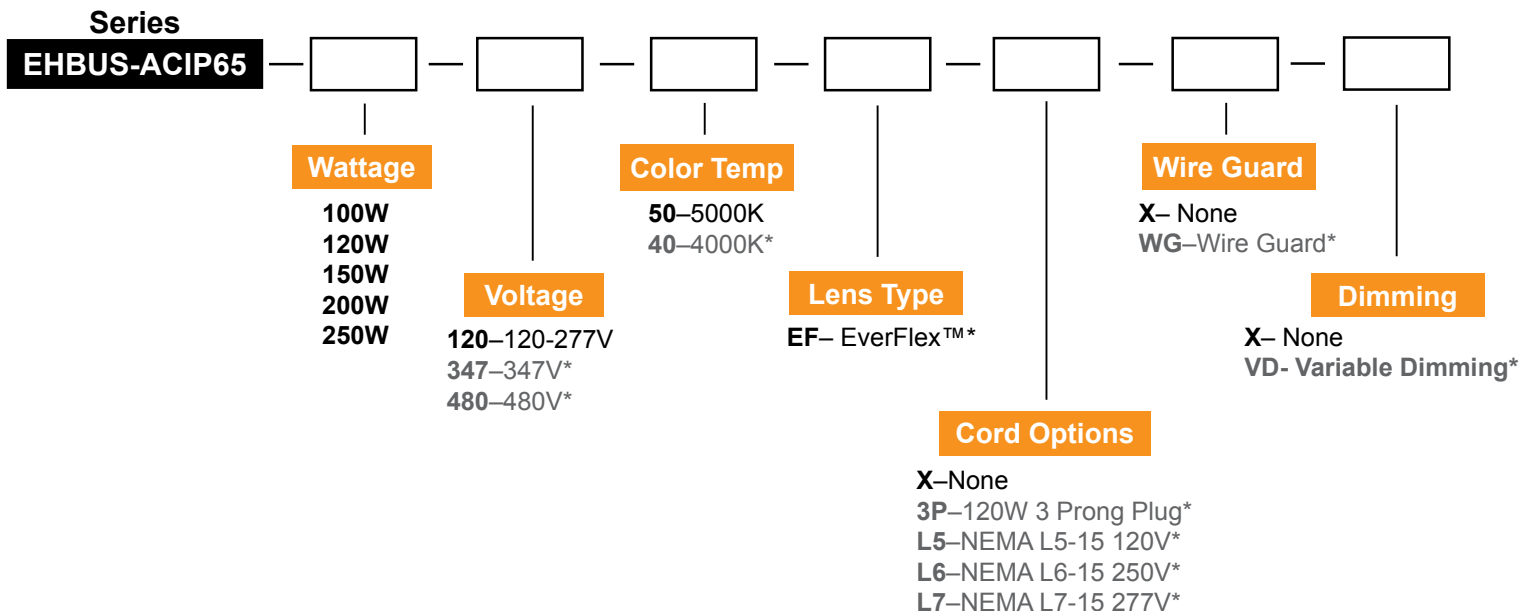 Series
EHBUS-ACIP65
Wattage
100W
120W
150W
200W
250W
Voltage
120–120-277V
347–347V*
480–480V*
Color Temp
50–5000K
40–4000K*
Lens Type
EF– EverFlex™*
Cord Options
X–None
3P–120W 3 Prong Plug*
L5–NEMA L5-15 120V*
L6–NEMA L6-15 250V*
L7–NEMA L7-15 277V*
Wire Guard
X– None
WG–Wire Guard*
Dimming
X– None
VD- Variable Dimming*